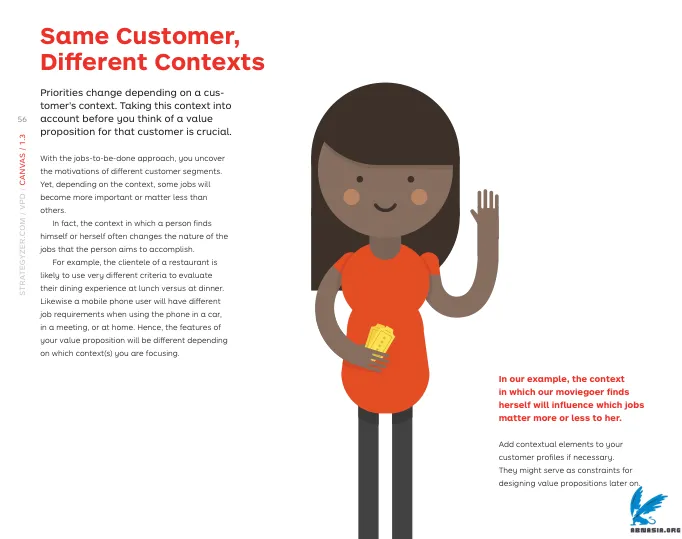 Same Customer,
Different Contexts
Priorities change depending on a cus-
tomer's context. Taking this context into
account before you think of a value
proposition for that customer is crucial.
56
STRATEGYZER.COM / VPD / CANVAS / 1.3
With the jobs-to-be-done approach, you uncover
the motivations of different customer segments.
Yet, depending on the context, some jobs will
become more important or matter less than
others.
In fact, the context in which a person finds
himself or herself often changes the nature of the
jobs that the person aims to accomplish.
For example, the clientele of a restaurant is
likely to use very different criteria to evaluate
their dining experience at lunch versus at dinner.
Likewise a mobile phone user will have different
job requirements when using the phone in a car,
in a meeting, or at home. Hence, the features of
your value proposition will be different depending
on which context(s) you are focusing.
In our example, the context
in which our moviegoer finds
herself will influence which jobs
matter more or less to her.
Add contextual elements to your
customer profiles if necessary.
They might serve as constraints for
designing value propositions later on.
ABNASIA.ORG